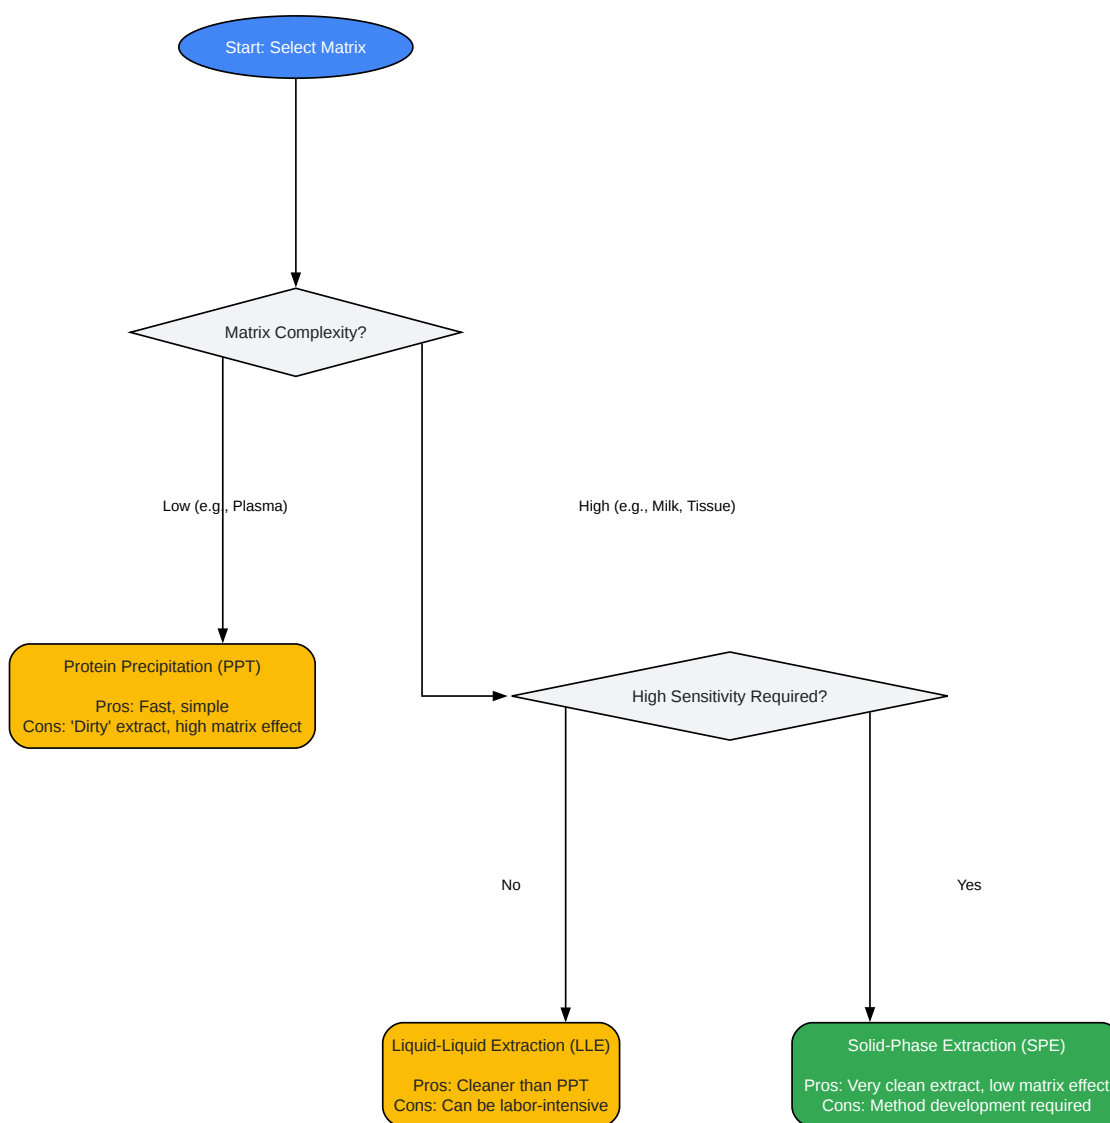 Start: Select Matrix
Matrix Complexity?
Low (e.g., Plasma)
High (e.g., Milk, Tissue)
Protein Precipitation (PPT)
Pros: Fast, simple
Cons: 'Dirty' extract, high matrix effect
High Sensitivity Required?
No
Yes
Liquid-Liquid Extraction (LLE)
Pros: Cleaner than PPT
Cons: Can be labor-intensive
Solid-Phase Extraction (SPE)
Pros: Very clean extract, low matrix effect
Cons: Method development required